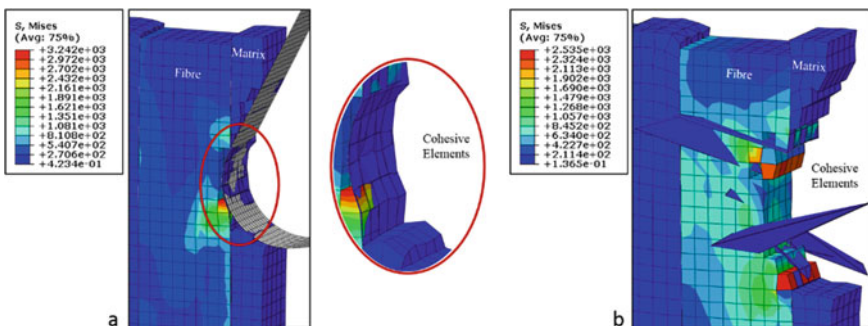 S, Mises
(Avg: 75%)
+3.242e+03
+2.972e+03
+2.702e+03
+2.432e+03
+2.161e+03
+1.891e+03
+1.621e+03
+1.351e+03
+1.081e+03
+8.108e+02
+5.407e+02
+2.706e+02
+4.234e-01
Fibre
Matrix
a
Cohesive
Elements
S, Mises
(Avg: 75%)
+2.535e+03
+2.324e+03
+2.113e+03
+1.902e+03
+1.690e+03
+1.479e+03
+1.268e+03
+1.057e+03
+8.452e+02
+6.340e+02
+4.227e+02
+2.114e+02
+1.365e-01
Fibre
Matrix
Cohesive
Elements
b